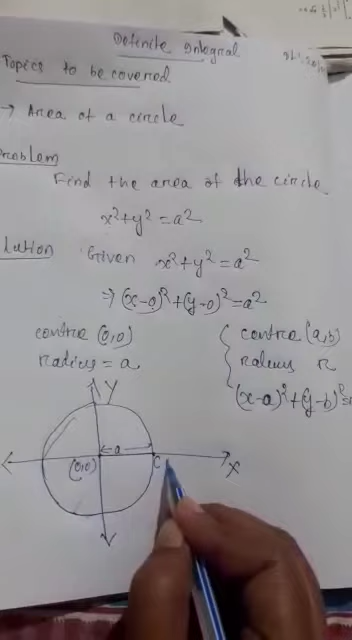 Definite Integral
Topics to be covered
→ Area of a circle
Problem
Find the area of the circle
x²+y² = a²
lution Given x²+y² = a²
⇒ (x-0)²+(y-0)² = a²
centre (0,0)
radius = a
centre (a,b)
radius r
(x-a)²+(y-b)²
Y
a
(0,0)
C
X